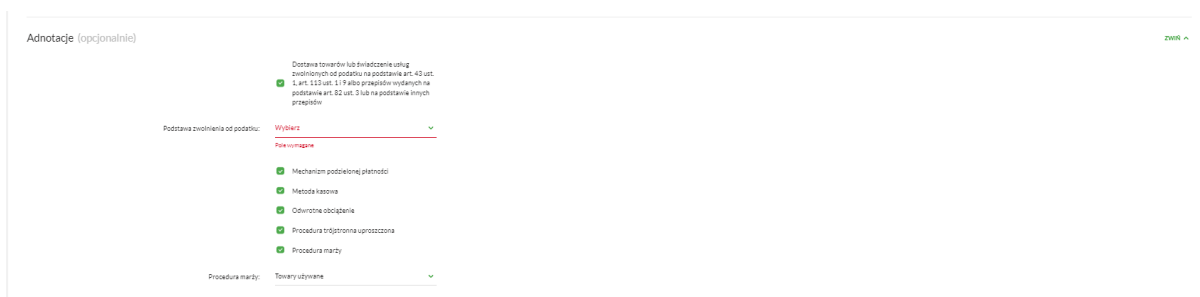 Adnotacje (opcjonalnie)
ZWIŃ
Dostawa towarów lub świadczenie usług
zwolnionych od podatku na podstawie art. 43 ust.
1, art. 113 ust. 1 i 9 albo przepisów wydanych na
podstawie art. 82 ust. 3 lub na podstawie innych
przepisów
Podstawa zwolnienia od podatku: Wybierz
Pole wymagane
Mechanizm podzielonej płatności
Metoda kasowa
Odwrotne obciążenie
Procedura trójstronna uproszczona
Procedura marży
Procedura marży: Towary używane